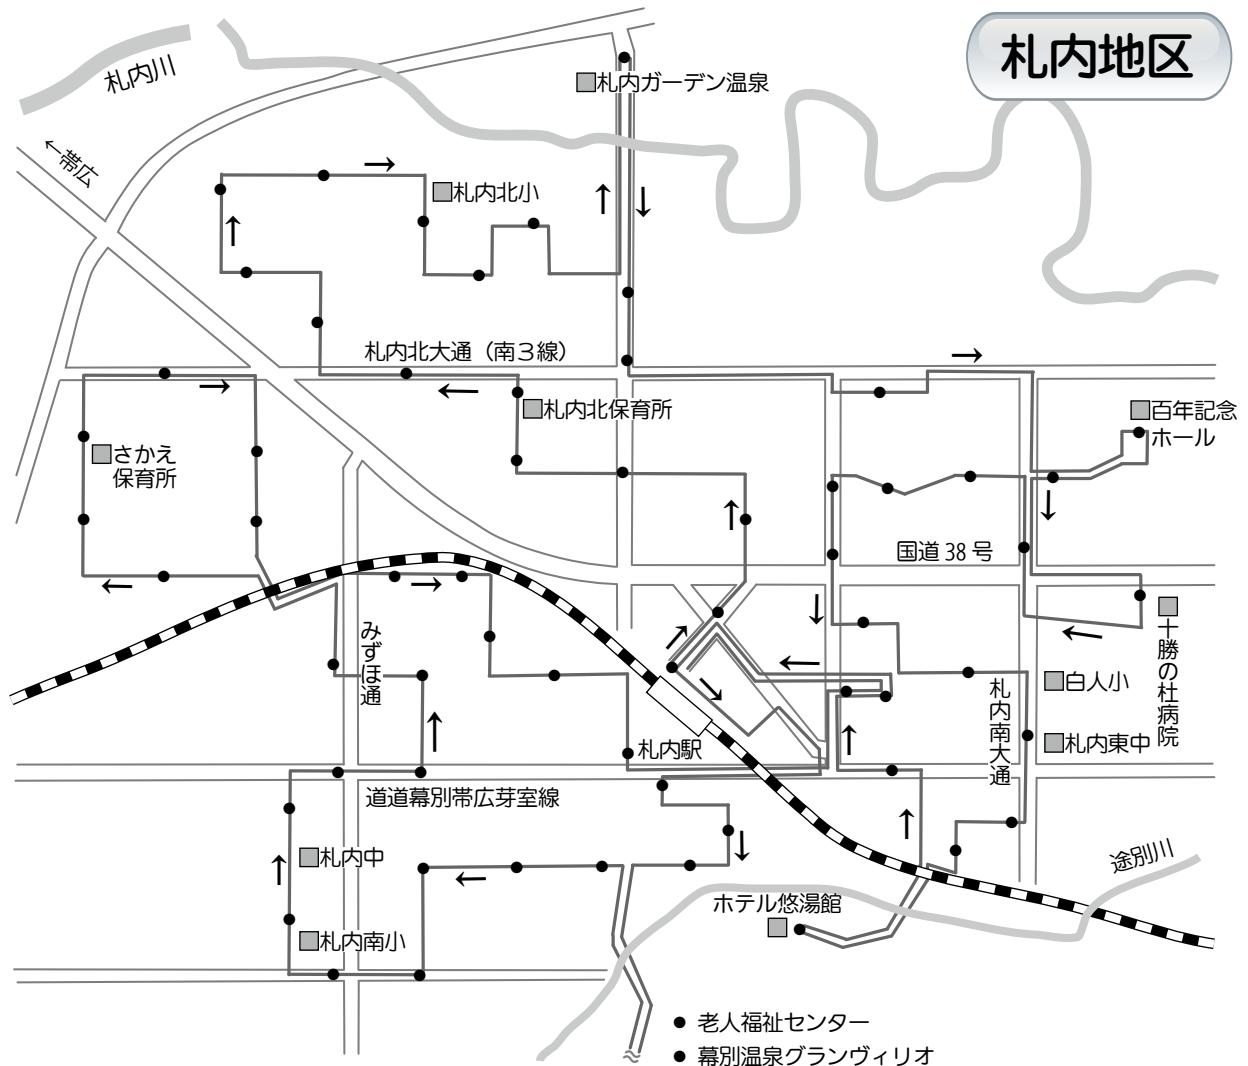 札内地区
札内川
←帯広
札内ガーデン温泉
札内北小
札内北大通（南３線）
札内北保育所
百年記念
ホール
さかえ
保育所
国道 38 号
みずほ通
十勝の杜病院
白人小
札内南大通
札内東中
札内駅
道道幕別帯広芽室線
札内中
途別川
ホテル悠湯館
札内南小
● 老人福祉センター
● 幕別温泉グランヴィリオ